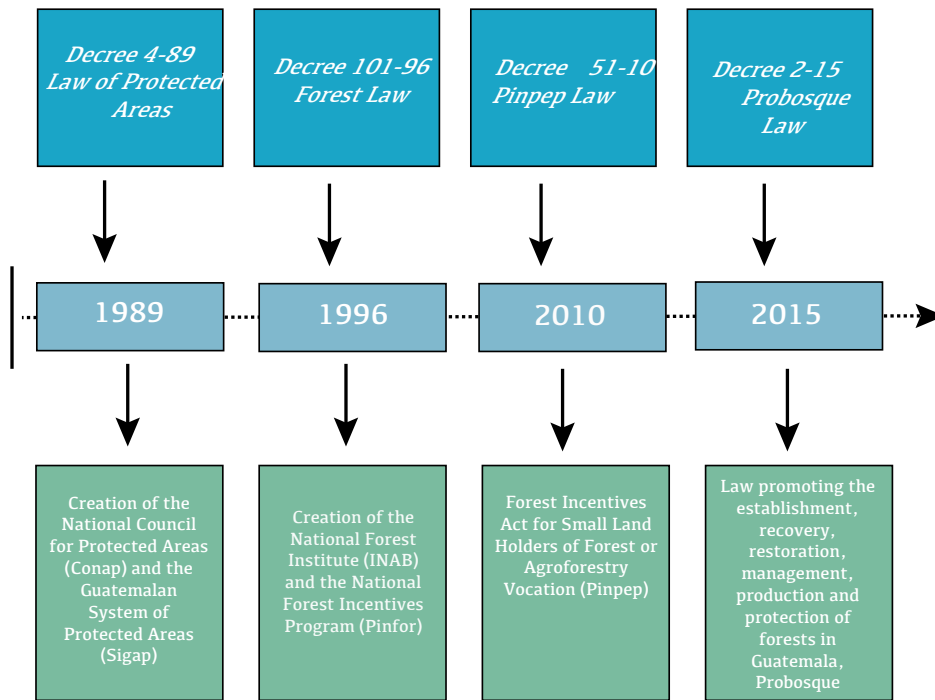 Decree 4-89
Law of Protected
Areas
Decree 101-96
Forest Law
Decree 51-10
Pinpep Law
Decree 2-15
Probosque
Law
1989
1996
2010
2015
Creation of the
National Council
for Protected Areas
(Conap) and the
Guatemalan
System of
Protected Areas
(Sigap)
Creation of the
National Forest
Institute (INAB)
and the National
Forest Incentives
Program (Pinfor)
Forest Incentives
Act for Small Land
Holders of Forest or
Agroforestry
Vocation (Pinpep)
Law promoting the
establishment,
recovery,
restoration,
management,
production and
protection of
forests in
Guatemala,
Probosque